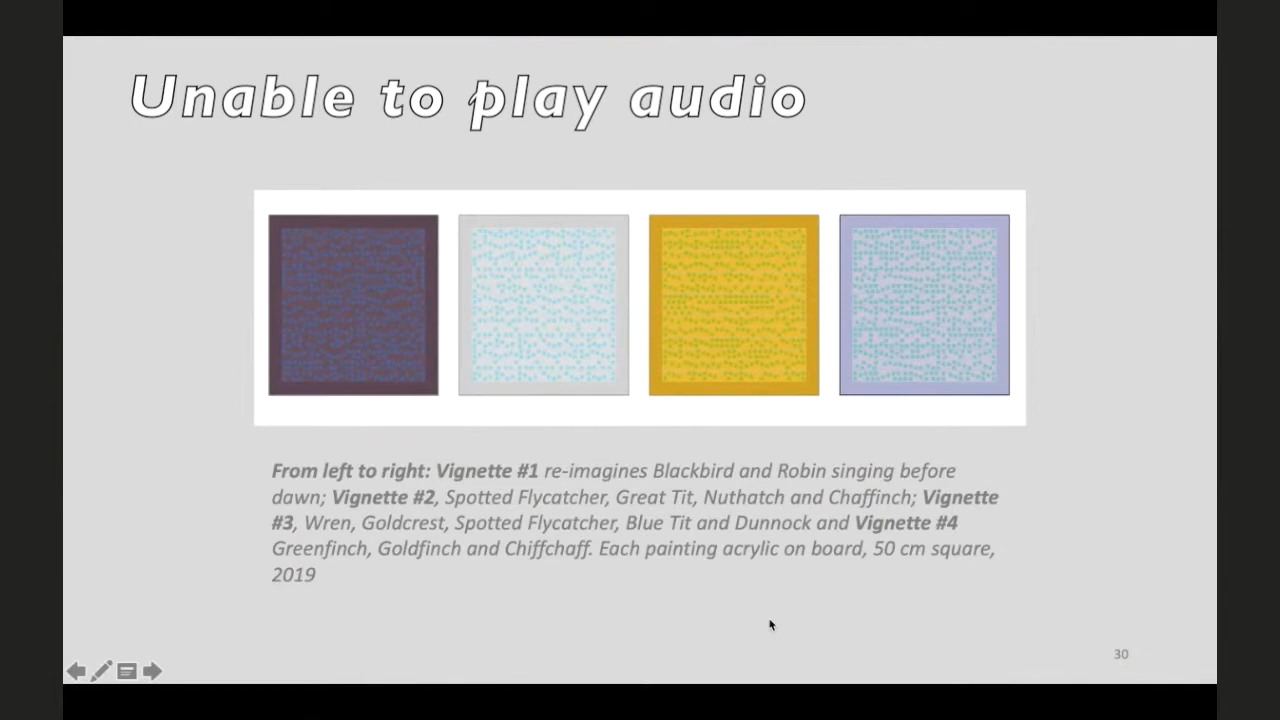 Unable to play audio
From left to right: Vignette #1 re-imagines Blackbird and Robin singing before
dawn; Vignette #2, Spotted Flycatcher, Great Tit, Nuthatch and Chaffinch; Vignette
#3, Wren, Goldcrest, Spotted Flycatcher, Blue Tit and Dunnock and Vignette #4
Greenfinch, Goldfinch and Chiffchaff. Each painting acrylic on board, 50 cm square,
2019
30